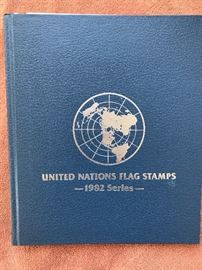 UNITED NATIONS FLAG STAMPS
—1982 Series—